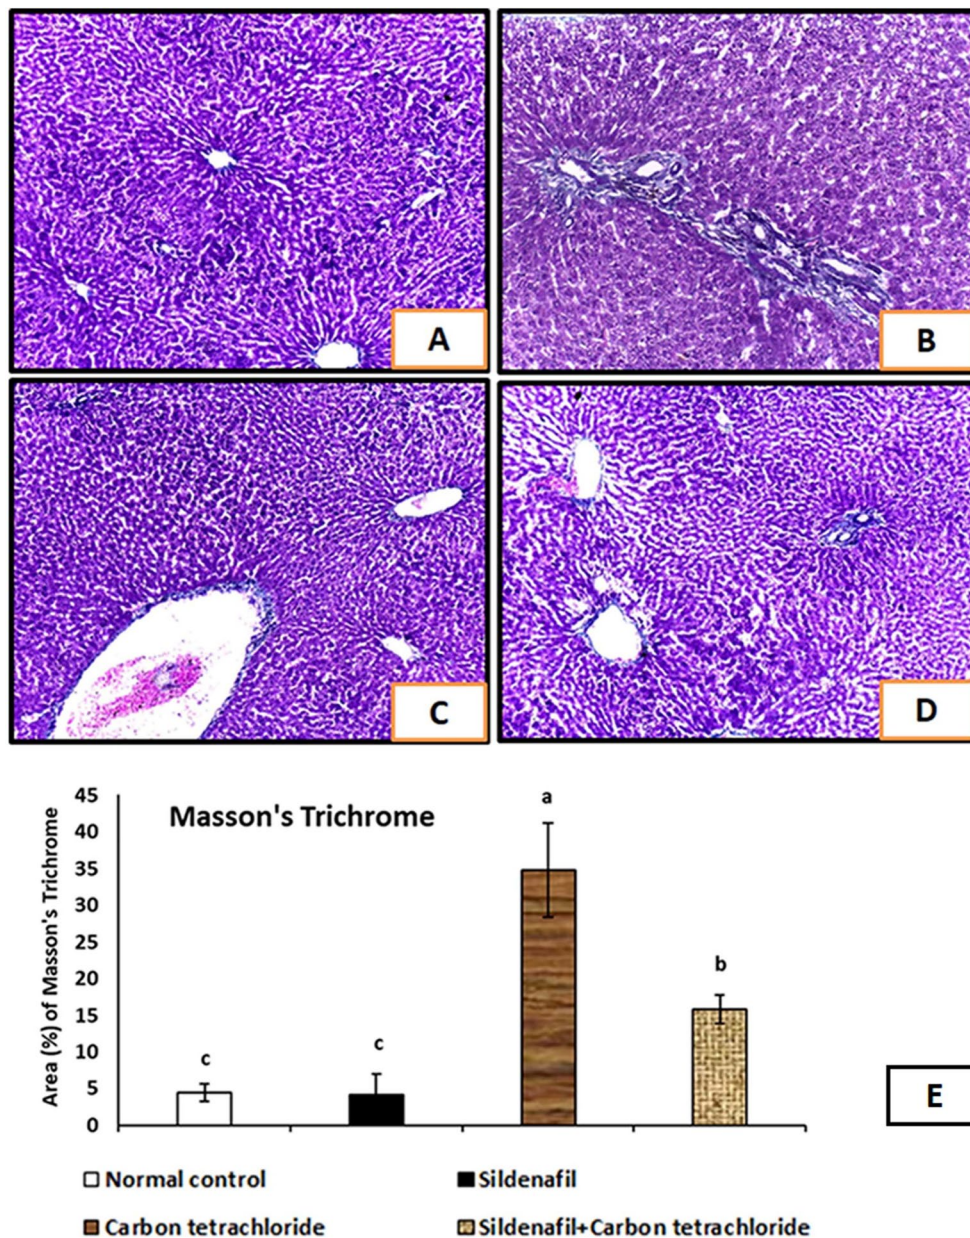 A
B
C
D
Masson's Trichrome
Area (%) of Masson's Trichrome
45
40
35
30
25
20
15
10
5
0
c
c
a
b
E
Normal control
Sildenafil
Carbon tetrachloride
Sildenafil+Carbon tetrachloride